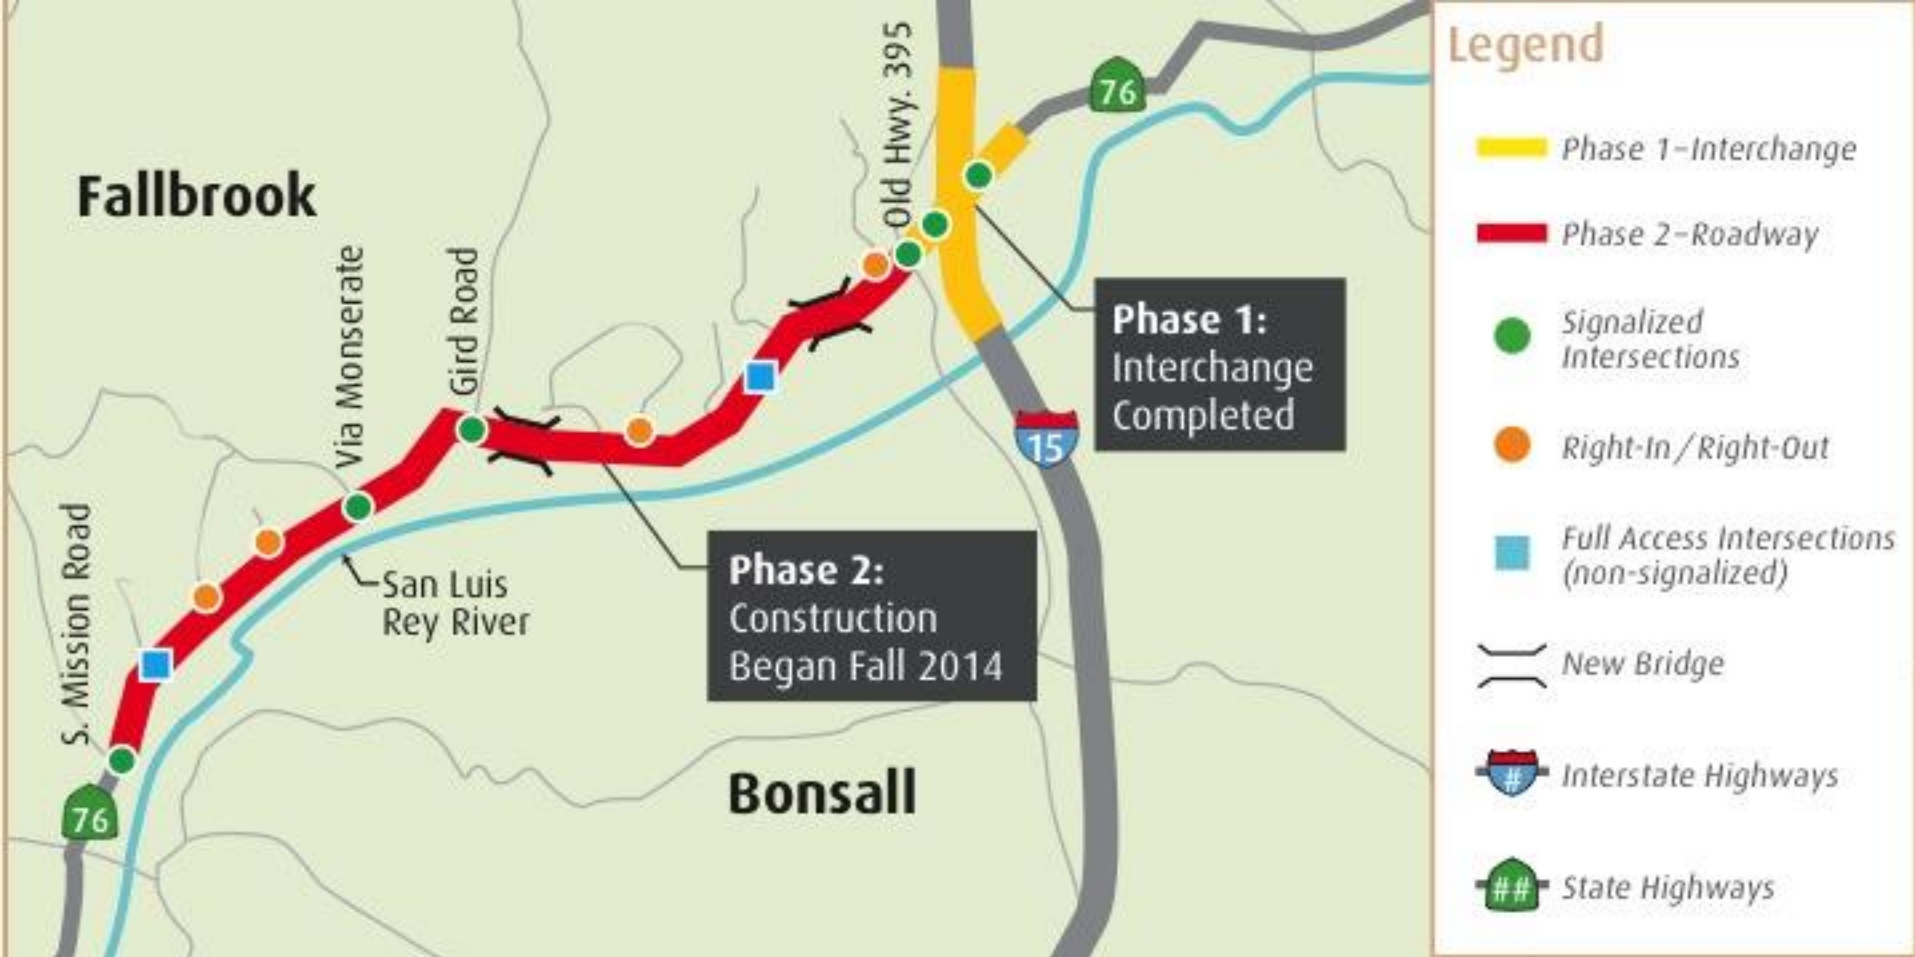 Old Hwy. 395
76
Fallbrook
Via Monserate
Gird Road
Phase 1:
Interchange
Completed
15
S. Mission Road
San Luis
Rey River
Phase 2:
Construction
Began Fall 2014
Bonsall
76
Legend
Phase 1–Interchange
Phase 2–Roadway
Signalized
Intersections
Right-In / Right-Out
Full Access Intersections
(non-signalized)
New Bridge
# Interstate Highways
## State Highways